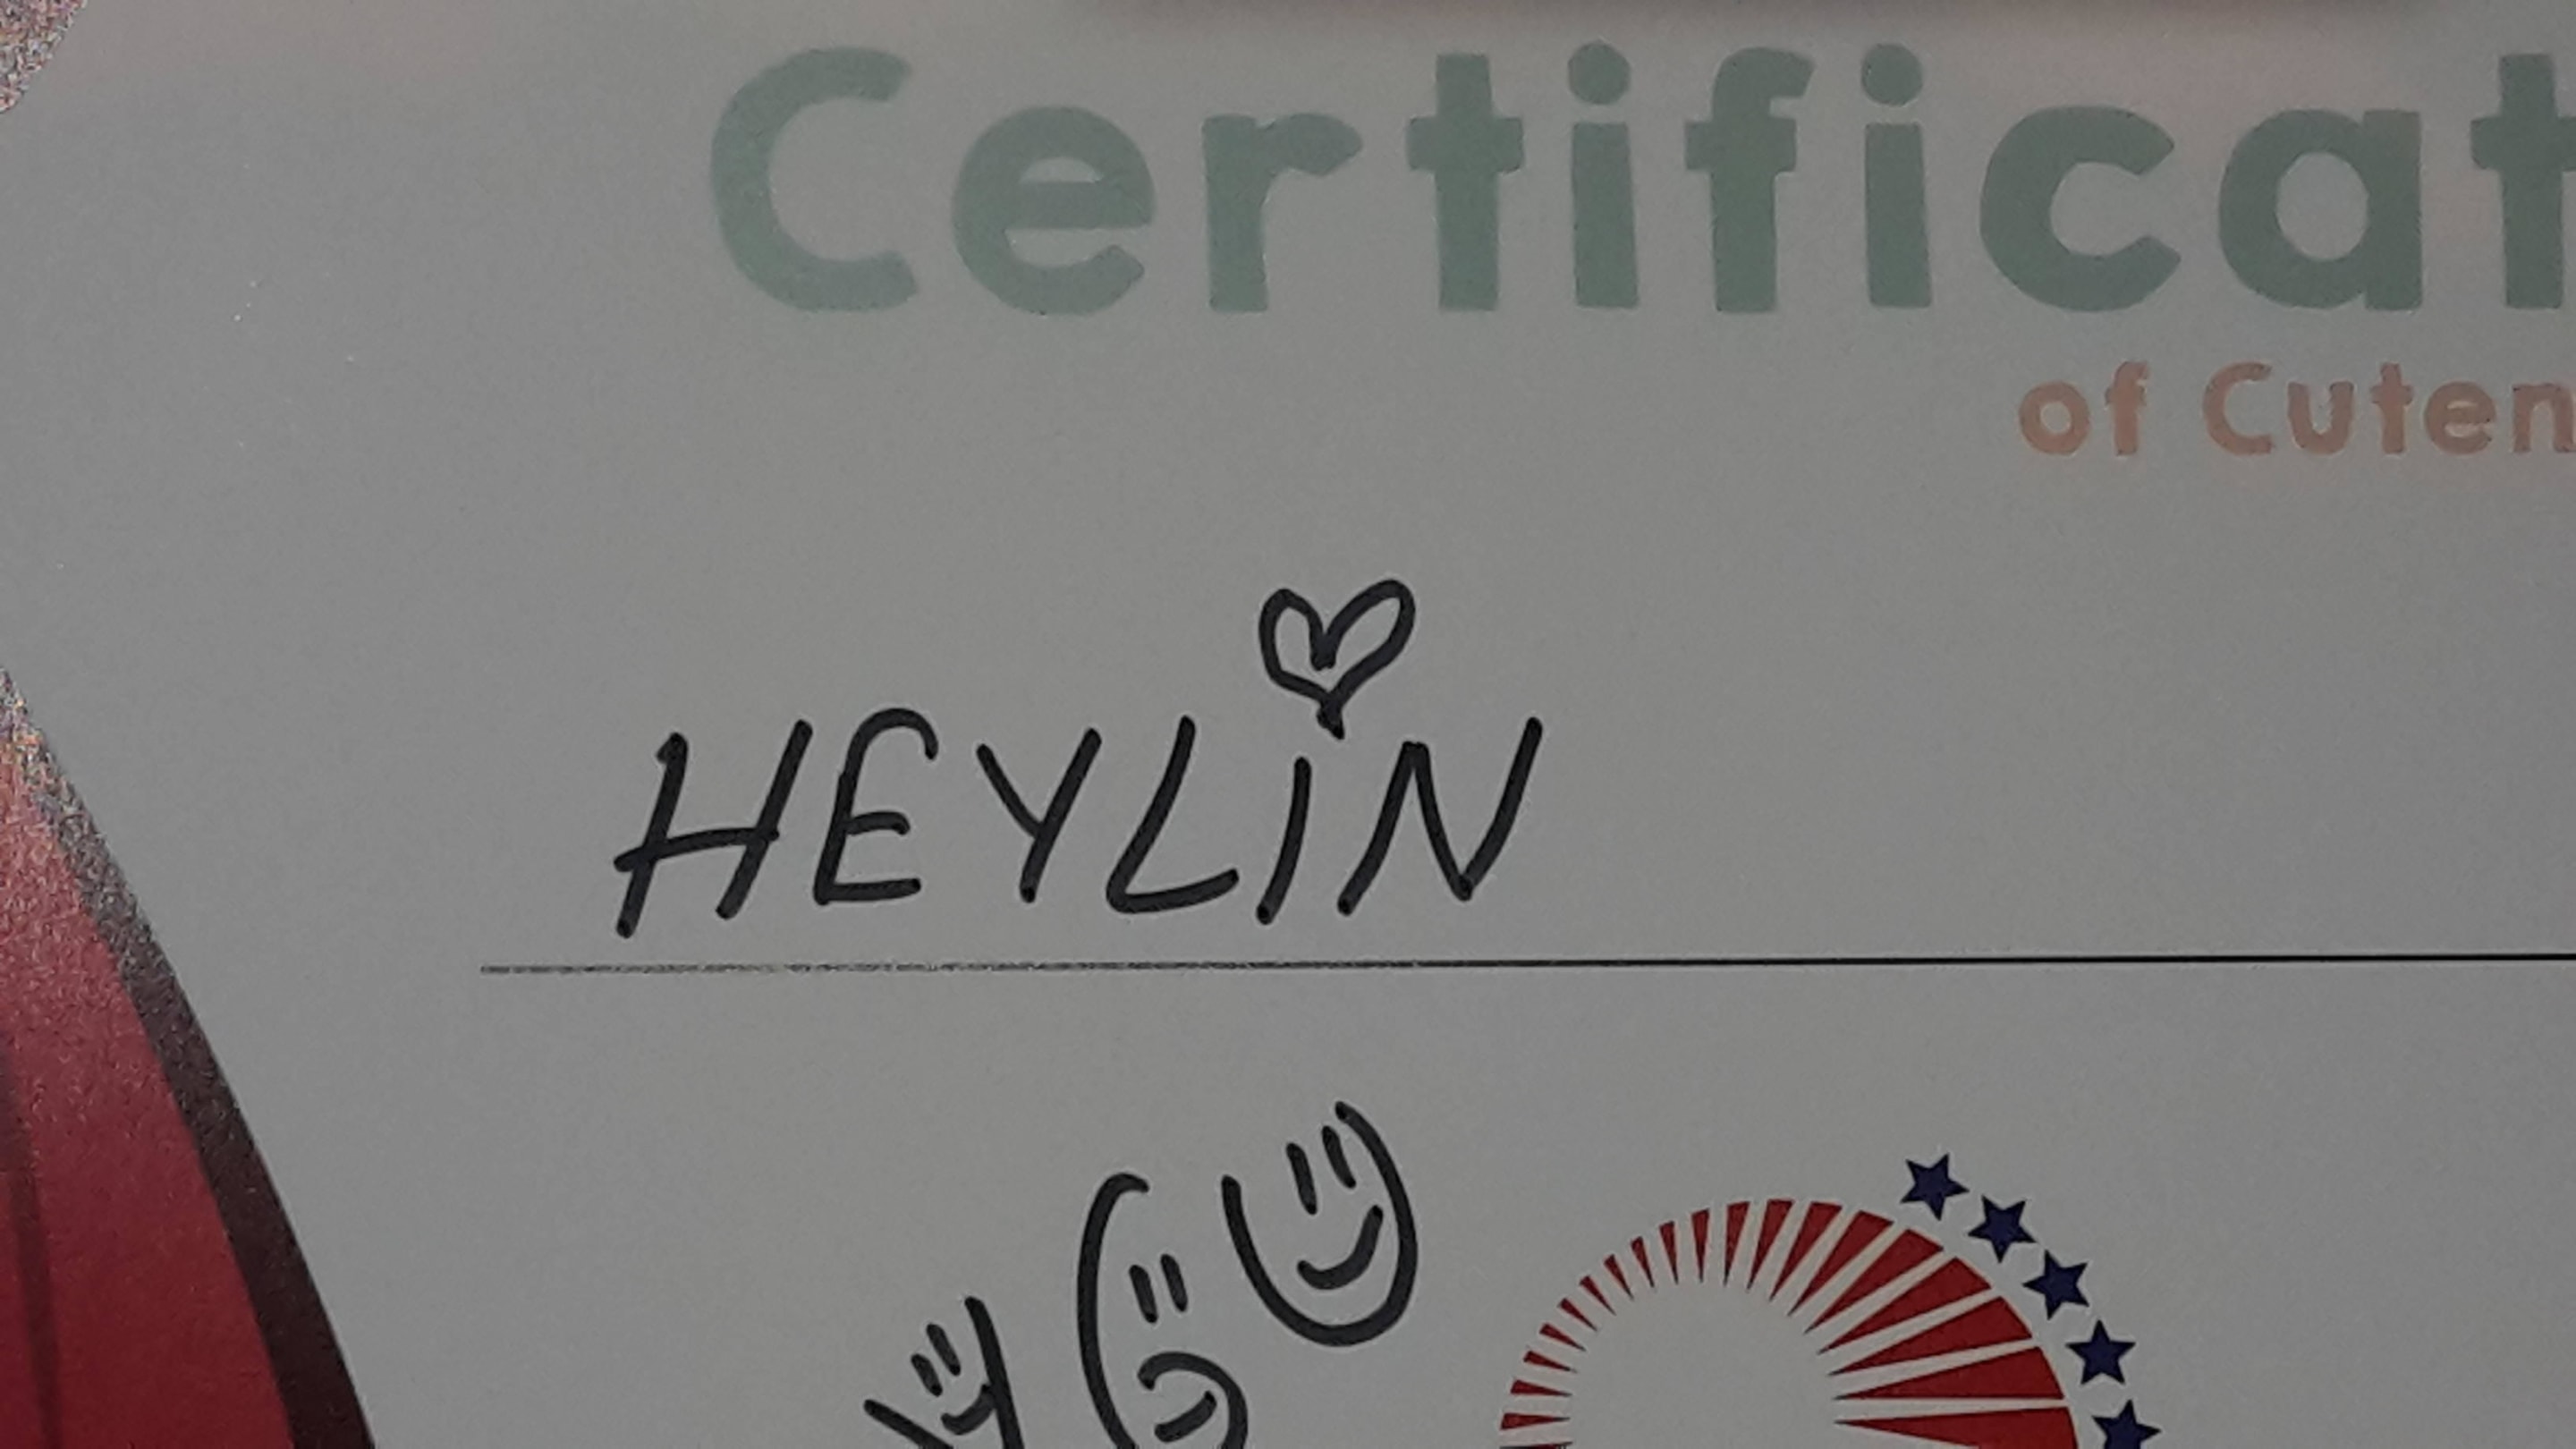 Certificat
of Cuten
HEYLiN